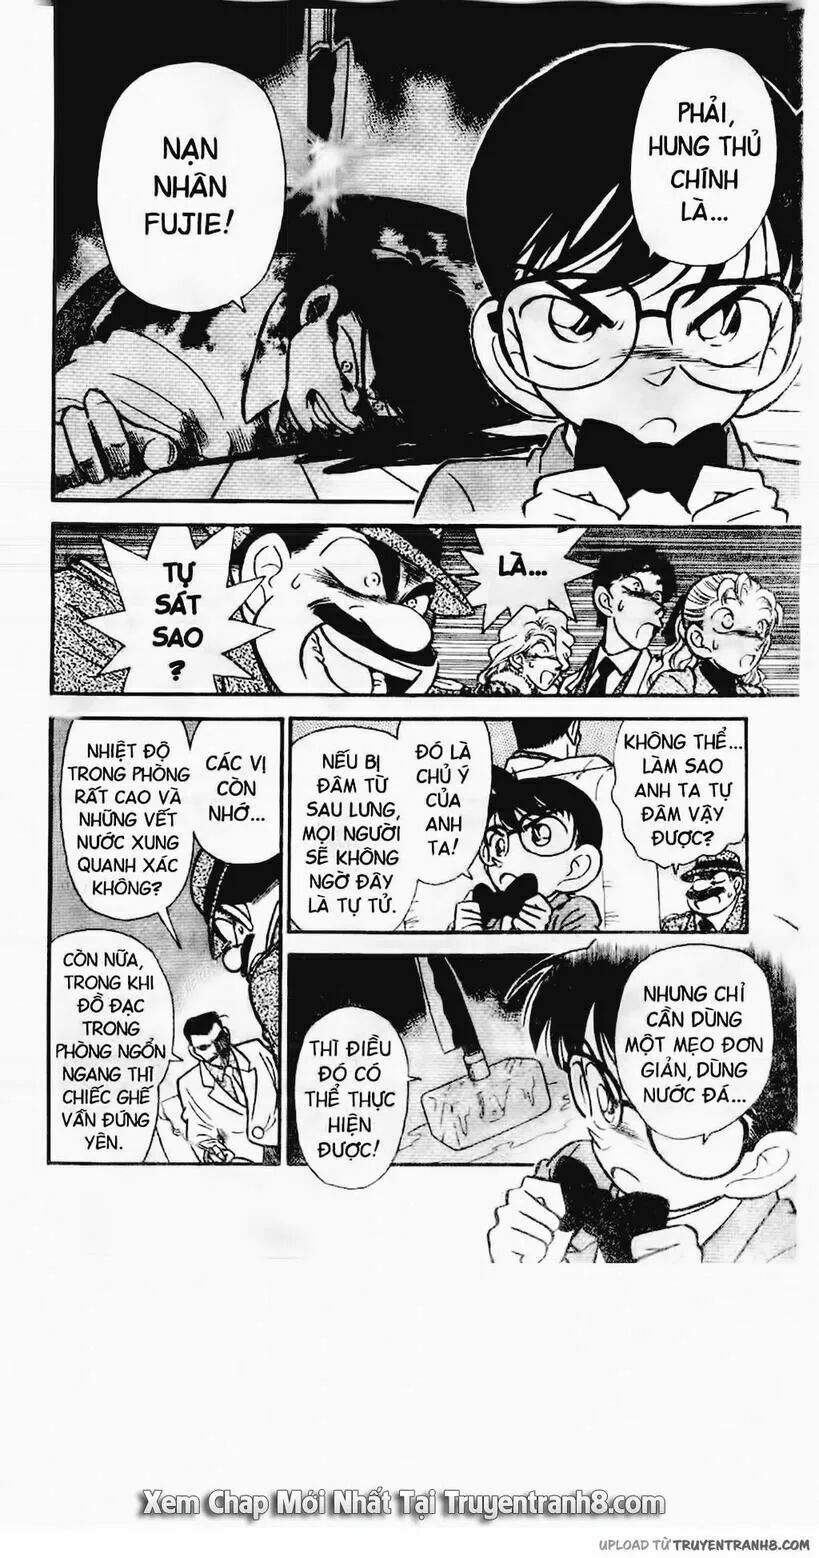 PHẢI,
HUNG THỦ
CHÍNH
LÀ...
NẠN
NHÂN
FUJIE!
LÀ...
TỰ
SÁT
SAO
?
KHÔNG THỂ...
LÀM SAO
ANH TA TỰ
ĐÂM VẬY
ĐƯỢC?
ĐÓ LÀ
CHỦ Ý
CỦA
ANH
TA!
NẾU BỊ
ĐÂM TỪ
SAU LƯNG,
MỌI NGƯỜI
SẼ KHÔNG
NGỜ ĐÂY
LÀ TỰ TỬ.
NHƯNG CHỈ
CẦN DÙNG
MỘT MẸO ĐƠN
GIẢN, DÙNG
NƯỚC ĐÁ...
THÌ ĐIỀU
ĐÓ CÓ
THỂ THỰC
HIỆN
ĐƯỢC!
CÁC VỊ
CÒN
NHỚ...
NHIỆT ĐỘ
TRONG PHÒNG
RẤT CAO VÀ
NHỮNG VẾT
NƯỚC XUNG
QUANH XÁC
KHÔNG?
CÒN NỮA,
TRONG KHI
ĐỒ ĐẠC
TRONG
PHÒNG NGỔN
NGANG THÌ
CHIẾC GHẾ
VẪN ĐỨNG
YÊN.
Xem Chap Mới Nhất Tại Truyentranh8.com
UPLOAD TỪ TRUYENTRANH8.COM